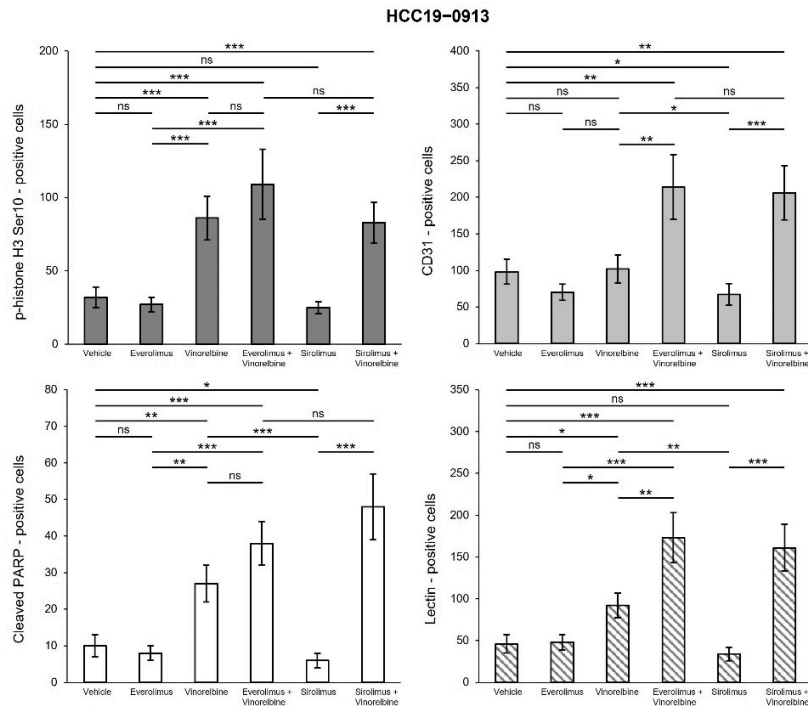 HCC19-0913
p-histone H3 Ser10 - positive cells
200
150
100
50
0
***
ns
***
*** ns
ns ns ***
***
***
Vehicle Everolimus Vinorelbine Everolimus + Vinorelbine Sirolimus Sirolimus + Vinorelbine
CD31 - positive cells
400
350
300
250
200
150
100
50
0
**
*
**
ns ns
ns *
ns ***
**
Vehicle Everolimus Vinorelbine Everolimus + Vinorelbine Sirolimus Sirolimus + Vinorelbine
Cleaved PARP - positive cells
80
70
60
50
40
30
20
10
0
*
***
** ns
ns ***
*** ***
**
ns
Vehicle Everolimus Vinorelbine Everolimus + Vinorelbine Sirolimus Sirolimus + Vinorelbine
Lectin - positive cells
350
300
250
200
150
100
50
0
***
ns
***
*
ns **
*** ***
*
**
Vehicle Everolimus Vinorelbine Everolimus + Vinorelbine Sirolimus Sirolimus + Vinorelbine